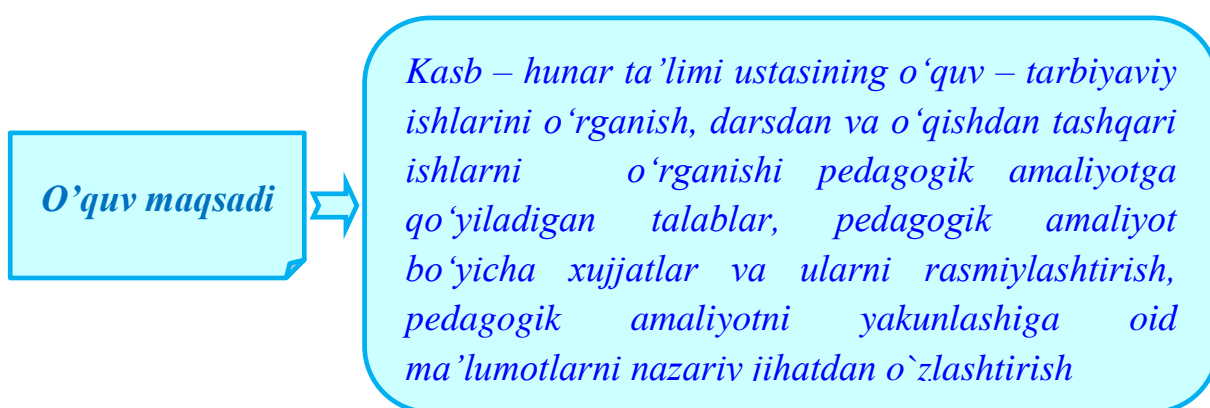 O’quv maqsadi
Kasb – hunar ta’limi ustasining o‘quv – tarbiyaviy
ishlarini o‘rganish, darsdan va o‘qishdan tashqari
ishlarni o‘rganishi pedagogik amaliyotga
qo‘yiladigan talablar, pedagogik amaliyot
bo‘yicha xujjatlar va ularni rasmiylashtirish,
pedagogik amaliyotni yakunlashiga oid
ma’lumotlarni nazariy jihatdan o`zlashtirish